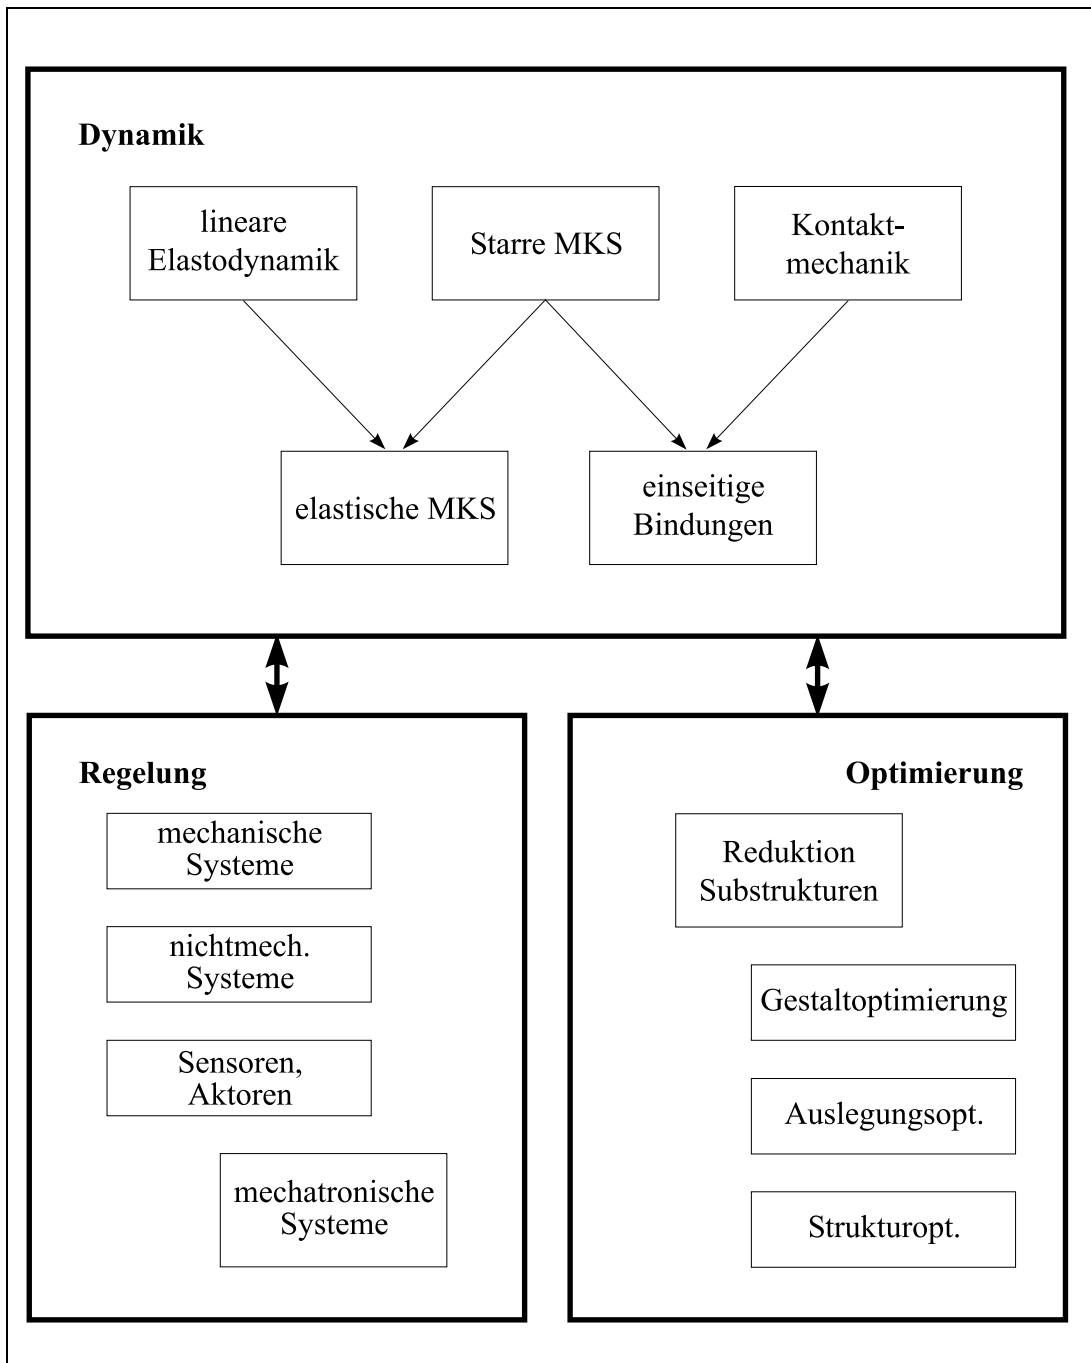 Dynamik
lineare
Elastodynamik
Starre MKS
Kontakt-
mechanik
elastische MKS
einseitige
Bindungen
Regelung
mechanische
Systeme
nichtmech.
Systeme
Sensoren,
Aktoren
mechatronische
Systeme
Optimierung
Reduktion
Substrukturen
Gestaltoptimierung
Auslegungsopt.
Strukturopt.